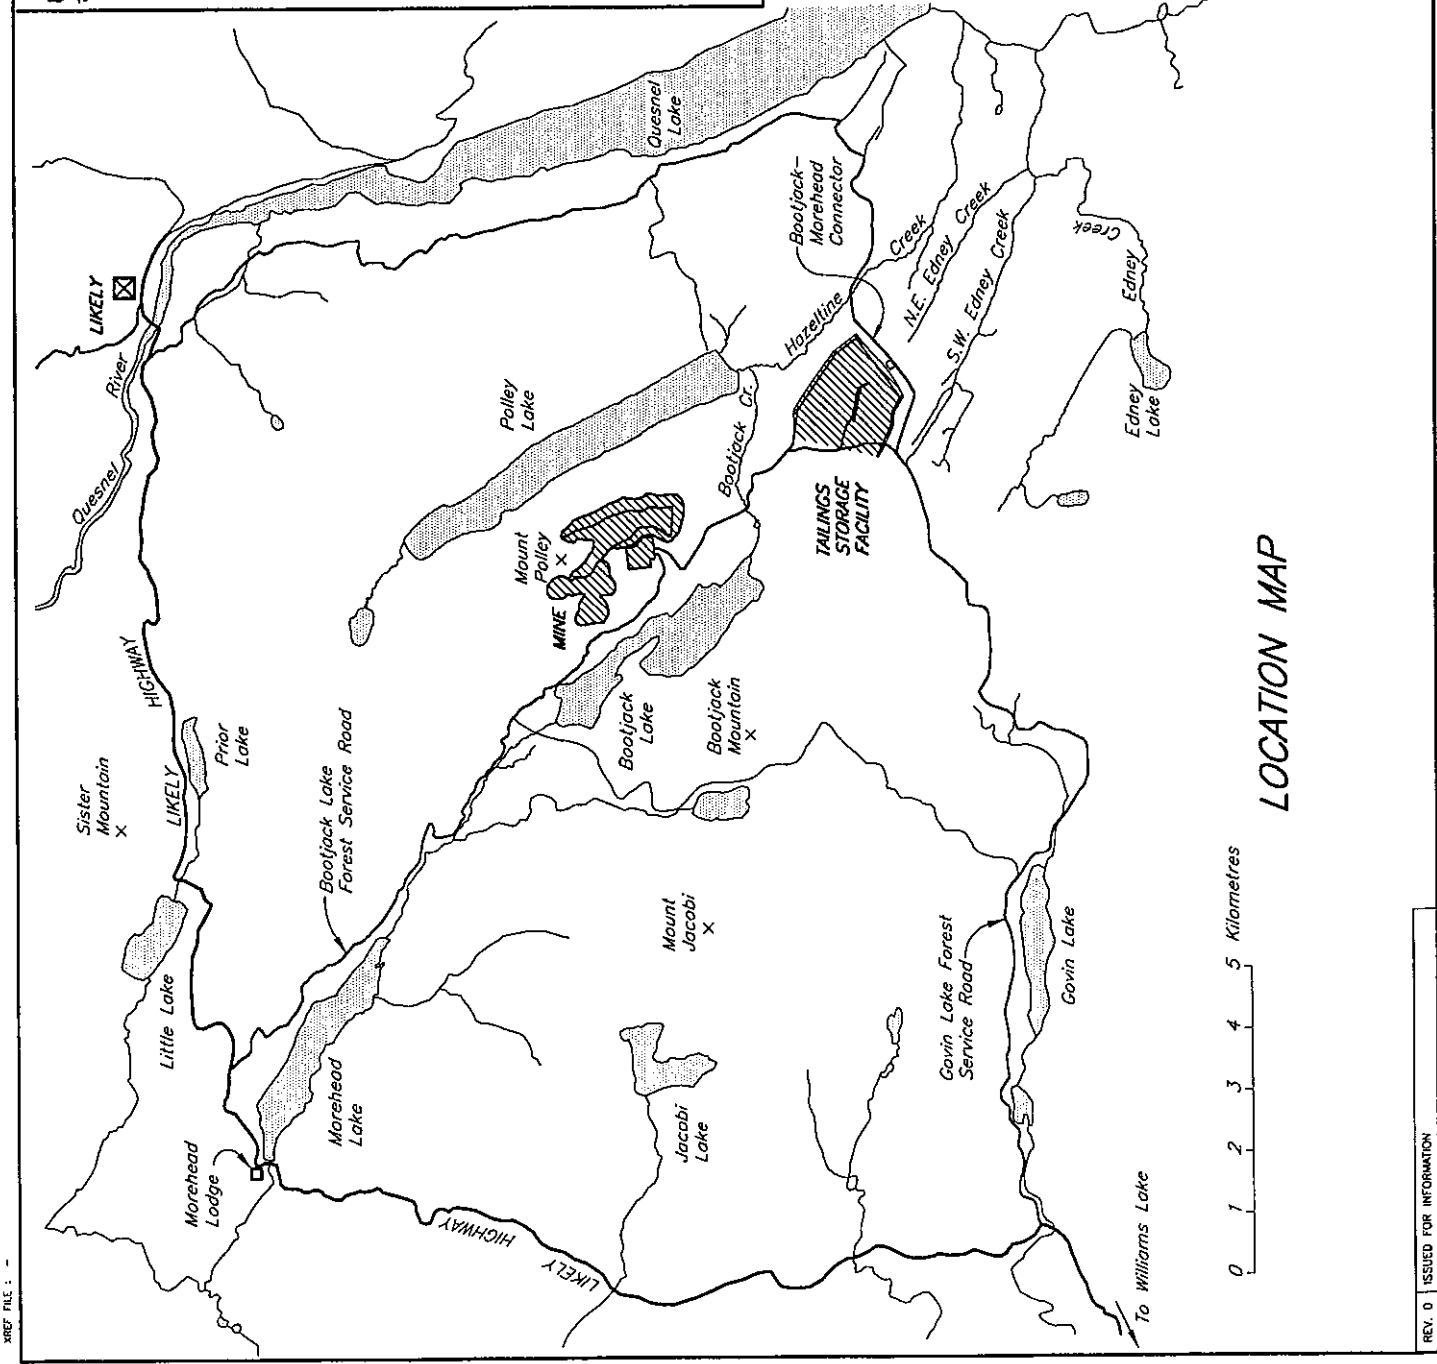 XREF FILE : -
LIKELY
Quesnel
River
Quesnel
Lake
HIGHWAY
LIKELY
Sister
Mountain
Prior
Lake
Little Lake
Morehead
Lodge
Morehead
Lake
Bootjack Lake
Forest Service Road
Polley
Lake
Mount
Polley
MINE
Bootjack Cr.
Hazeltine
Creek
Bootjack-
Morehead
Connector
N.E. Edney Creek
S.W. Edney Creek
Edney
Creek
Edney
Lake
TAILINGS
STORAGE
FACILITY
Bootjack
Lake
Bootjack
Mountain
Mount
Jacobi
Jacobi
Lake
HIGHWAY
LIKELY
Govin Lake Forest
Service Road
Govin Lake
To Williams Lake
0 1 2 3 4 5 Kilometres
LOCATION MAP
REV. 0 ISSUED FOR INFORMATION